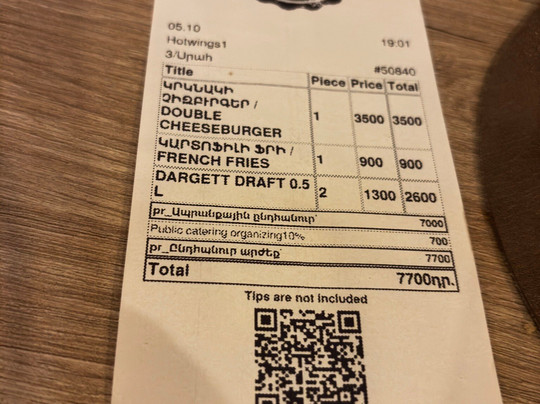 05.10
Hotwings1 19:01
3/Սրահ #50840
Title Piece Price Total
ԿՐԿՆԱԿԻ
ՉԻԶԲՈՒՐԳԵՐ /
DOUBLE 1 3500 3500
CHEESEBURGER
ԿԱՐՏՈՖԻԼԻ ՖՐԻ /
FRENCH FRIES 1 900 900
DARGETT DRAFT 0.5 2 1300 2600
L
pr_Ապրանքային ընդհանուր՝ 7000
Public catering organizing10% 700
pr_Ընդհանուր արժեք՝ 7700
Total 7700դր.
Tips are not included